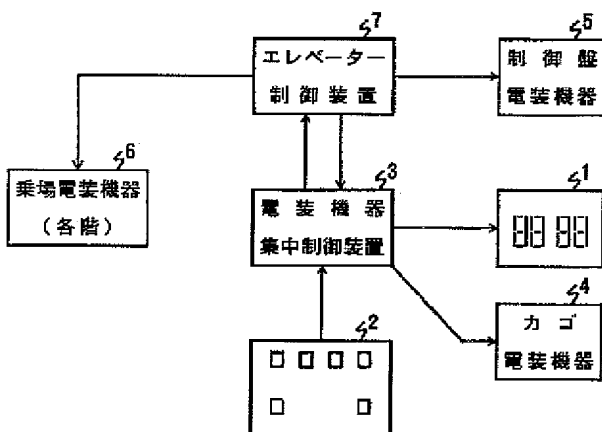 7
エレベーター
制御装置
5
制御盤
電装機器
6
乗場電装機器
(各階)
3
電装機器
集中制御装置
1
88 88
4
カゴ
電装機器
2